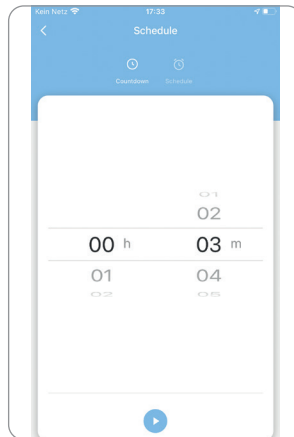 Kein Netz 17:33
Schedule
Countdown Schedule
01
02
00 h 03 m
01 04
02 05